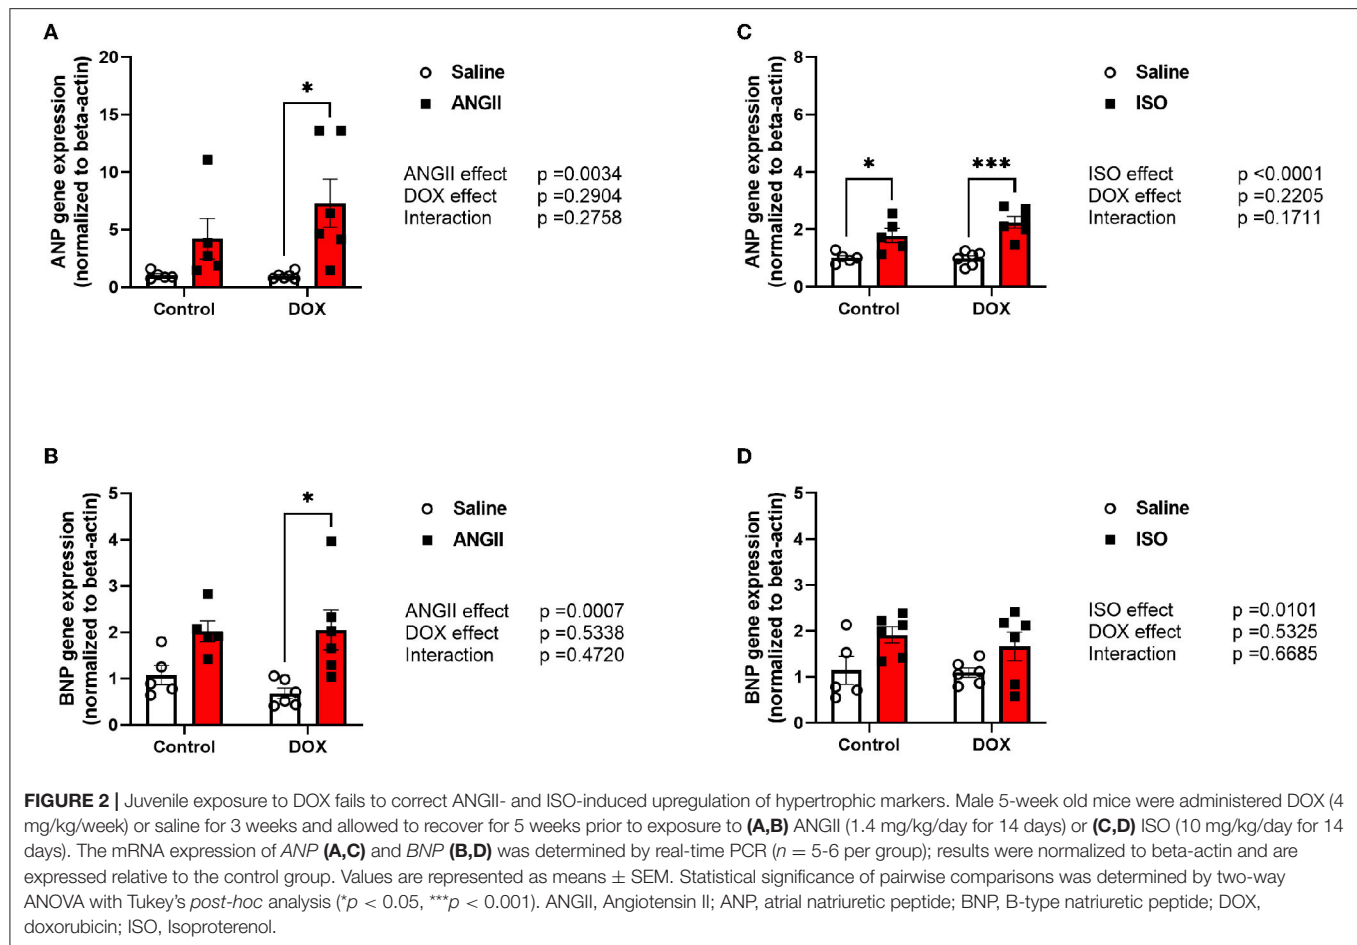 A
20
15
10
5
0
ANP gene expression
(normalized to beta-actin)
Saline
ANGII
*
ANGII effect p =0.0034
DOX effect p =0.2904
Interaction p =0.2758
Control DOX
C
8
6
4
2
0
ANP gene expression
(normalized to beta-actin)
Saline
ISO
* ***
ISO effect p <0.0001
DOX effect p =0.2205
Interaction p =0.1711
Control DOX
B
5
4
3
2
1
0
BNP gene expression
(normalized to beta-actin)
Saline
ANGII
*
ANGII effect p =0.0007
DOX effect p =0.5338
Interaction p =0.4720
Control DOX
D
5
4
3
2
1
0
BNP gene expression
(normalized to beta-actin)
Saline
ISO
ISO effect p =0.0101
DOX effect p =0.5325
Interaction p =0.6685
Control DOX
FIGURE 2 | Juvenile exposure to DOX fails to correct ANGII- and ISO-induced upregulation of hypertrophic markers. Male 5-week old mice were administered DOX (4
mg/kg/week) or saline for 3 weeks and allowed to recover for 5 weeks prior to exposure to (A,B) ANGII (1.4 mg/kg/day for 14 days) or (C,D) ISO (10 mg/kg/day for 14
days). The mRNA expression of ANP (A,C) and BNP (B,D) was determined by real-time PCR (n = 5-6 per group); results were normalized to beta-actin and are
expressed relative to the control group. Values are represented as means ± SEM. Statistical significance of pairwise comparisons was determined by two-way
ANOVA with Tukey's post-hoc analysis (*p < 0.05, ***p < 0.001). ANGII, Angiotensin II; ANP, atrial natriuretic peptide; BNP, B-type natriuretic peptide; DOX,
doxorubicin; ISO, Isoproterenol.